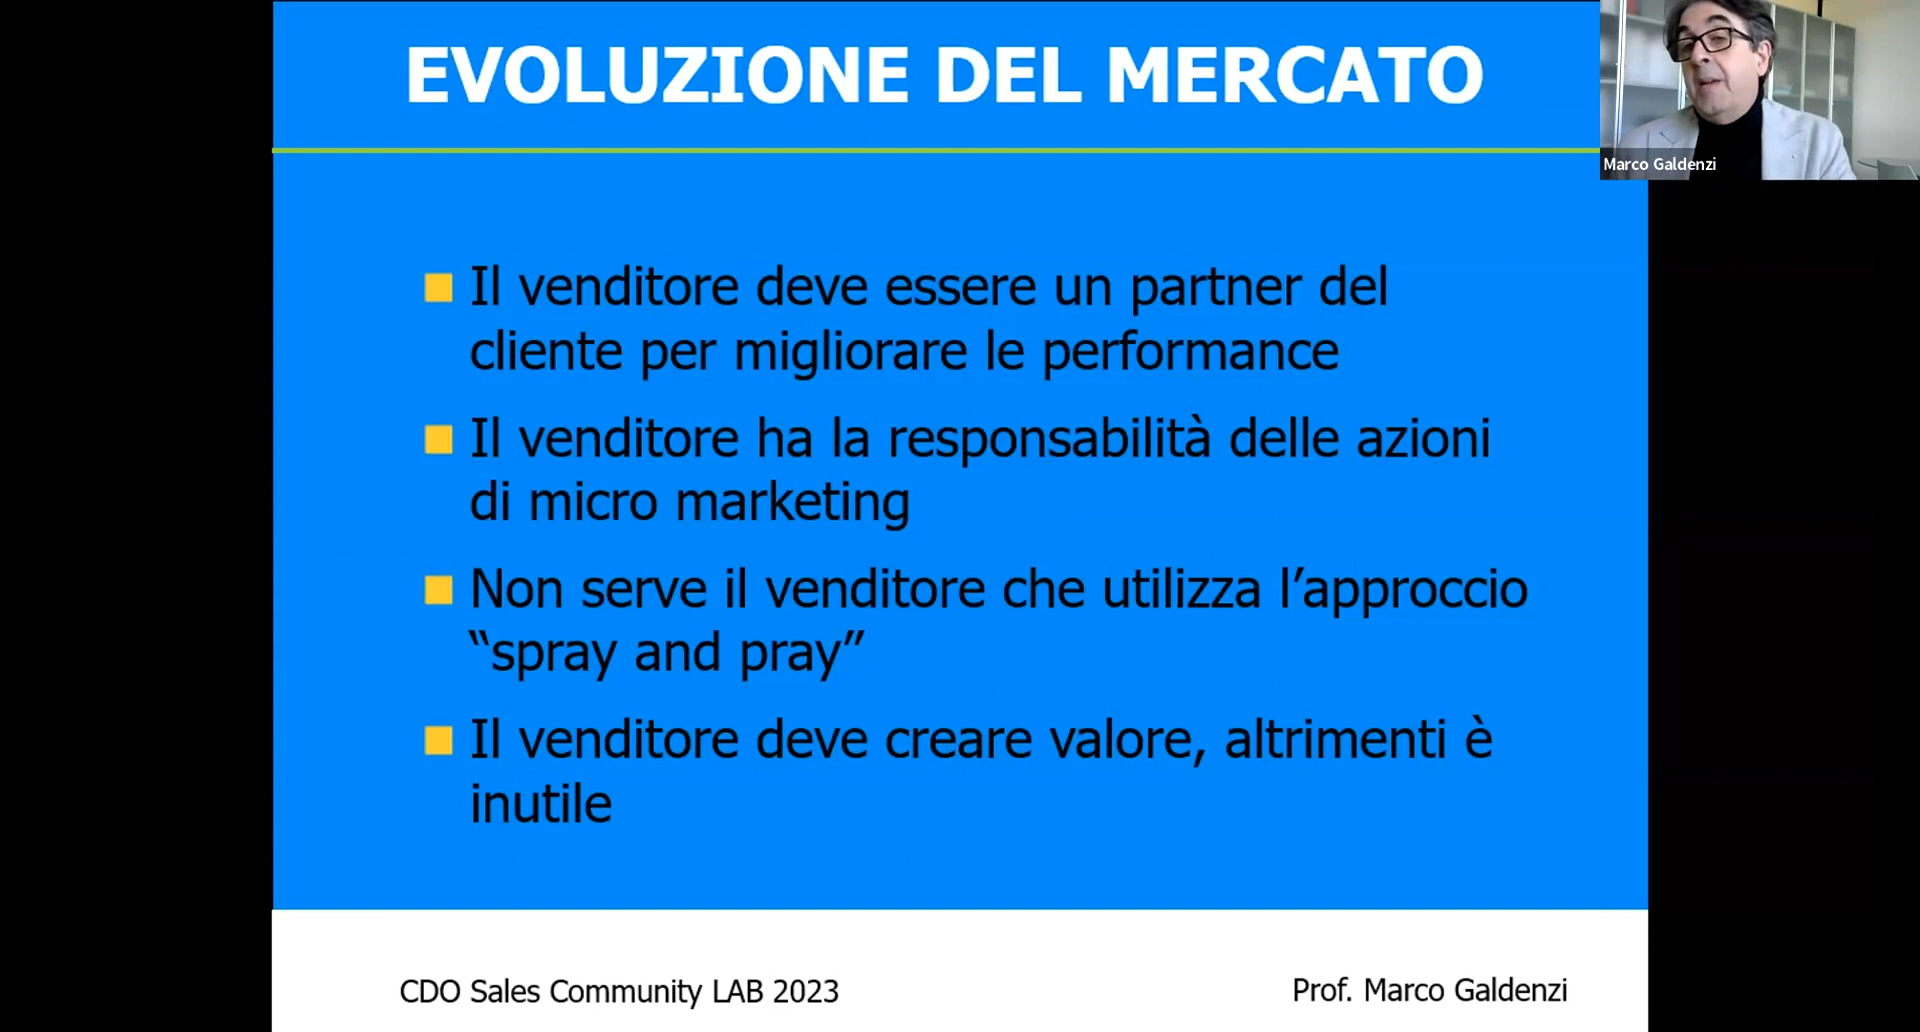 EVOLUZIONE DEL MERCATO
Marco Galdenzi
Il venditore deve essere un partner del
cliente per migliorare le performance
Il venditore ha la responsabilità delle azioni
di micro marketing
Non serve il venditore che utilizza l’approccio
“spray and pray”
Il venditore deve creare valore, altrimenti è
inutile
CDO Sales Community LAB 2023
Prof. Marco Galdenzi